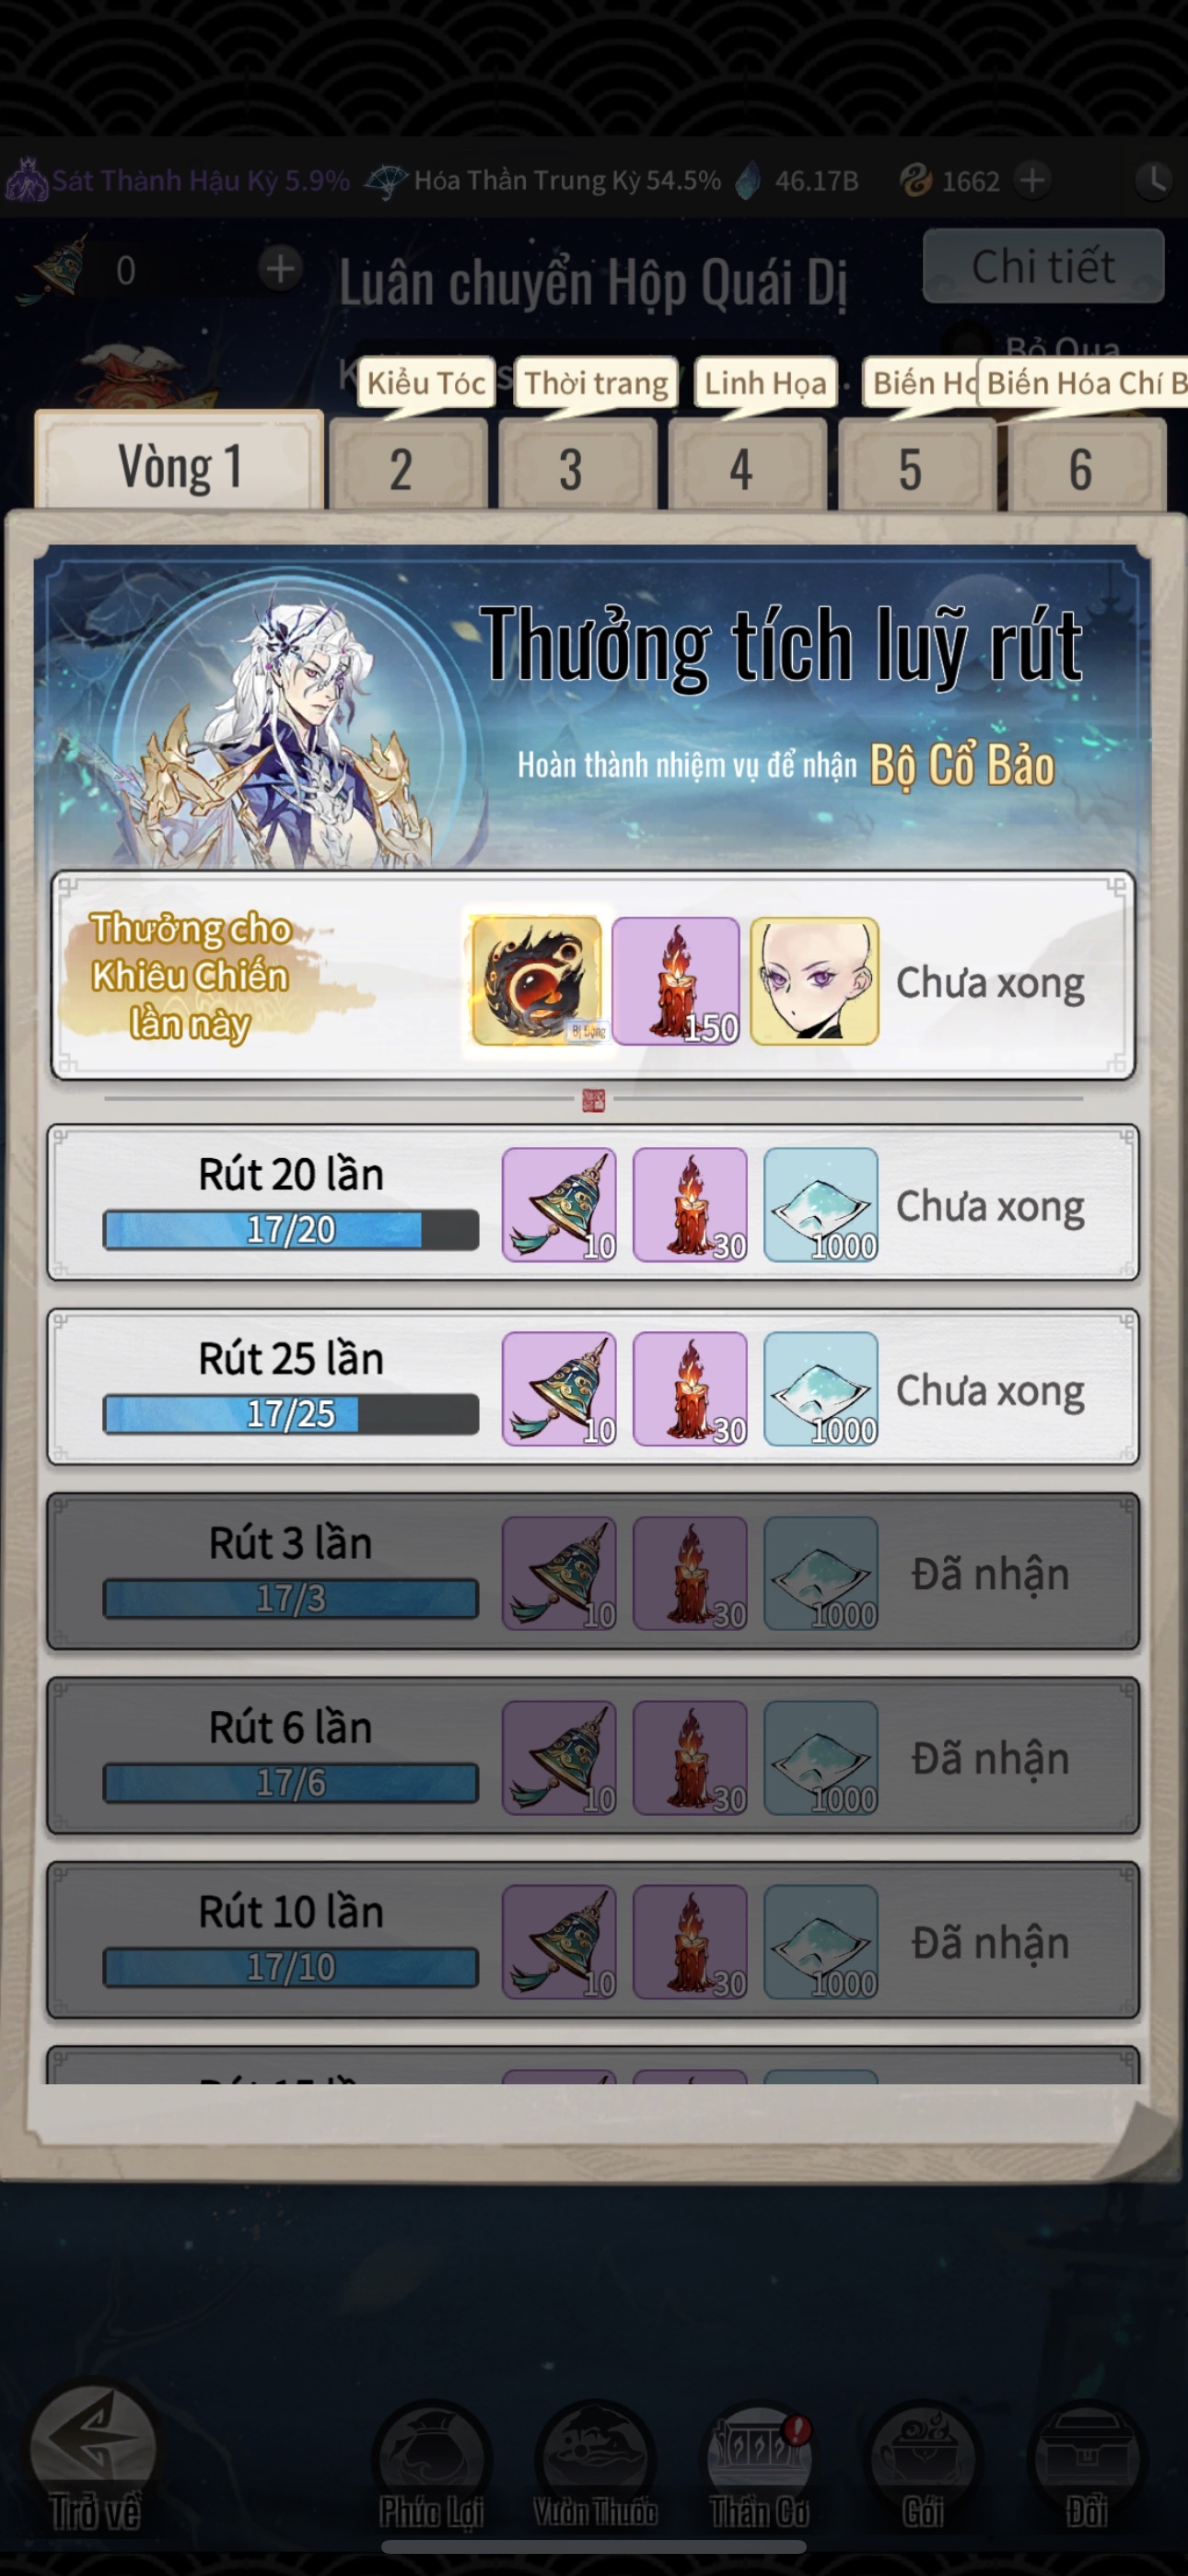 Sát Thành Hậu Kỳ 5.9% Hóa Thần Trung Kỳ 54.5% 46.17B 1662
0
Luân chuyển Hộp Quái Dị
Chi tiết
Bỏ Qua
Kiểu Tóc Thời trang Linh Họa Biến Hó Biến Hóa Chí B
Vòng 1 2 3 4 5 6
Thưởng tích luỹ rút
Hoàn thành nhiệm vụ để nhận Bộ Cổ Bảo
Thưởng cho
Khiêu Chiến
lần này
Bị Động 150 Chưa xong
Rút 20 lần
17/20 10 30 1000 Chưa xong
Rút 25 lần
17/25 10 30 1000 Chưa xong
Rút 3 lần
17/3 10 30 1000 Đã nhận
Rút 6 lần
17/6 10 30 1000 Đã nhận
Rút 10 lần
17/10 10 30 1000 Đã nhận
Trở về Phúc Lợi Vườn Thuốc Thần Cơ Gói Đổi